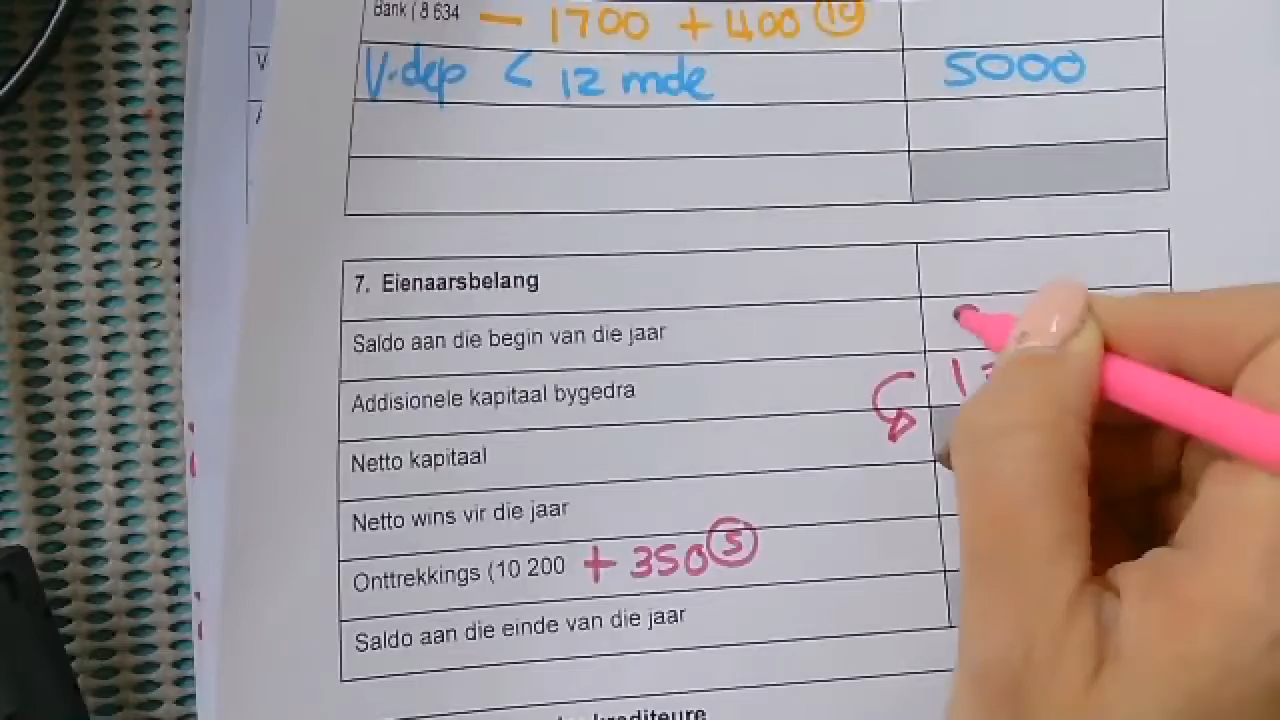 Bank ( 8 634 — 1700 + 400 (10)
V.dep < 12 mde 5000
7. Eienaarsbelang
Saldo aan die begin van die jaar
Addisionele kapitaal bygedra
Netto kapitaal
Netto wins vir die jaar
Onttrekkings (10 200 + 350 (5)
Saldo aan die einde van die jaar
krediteure